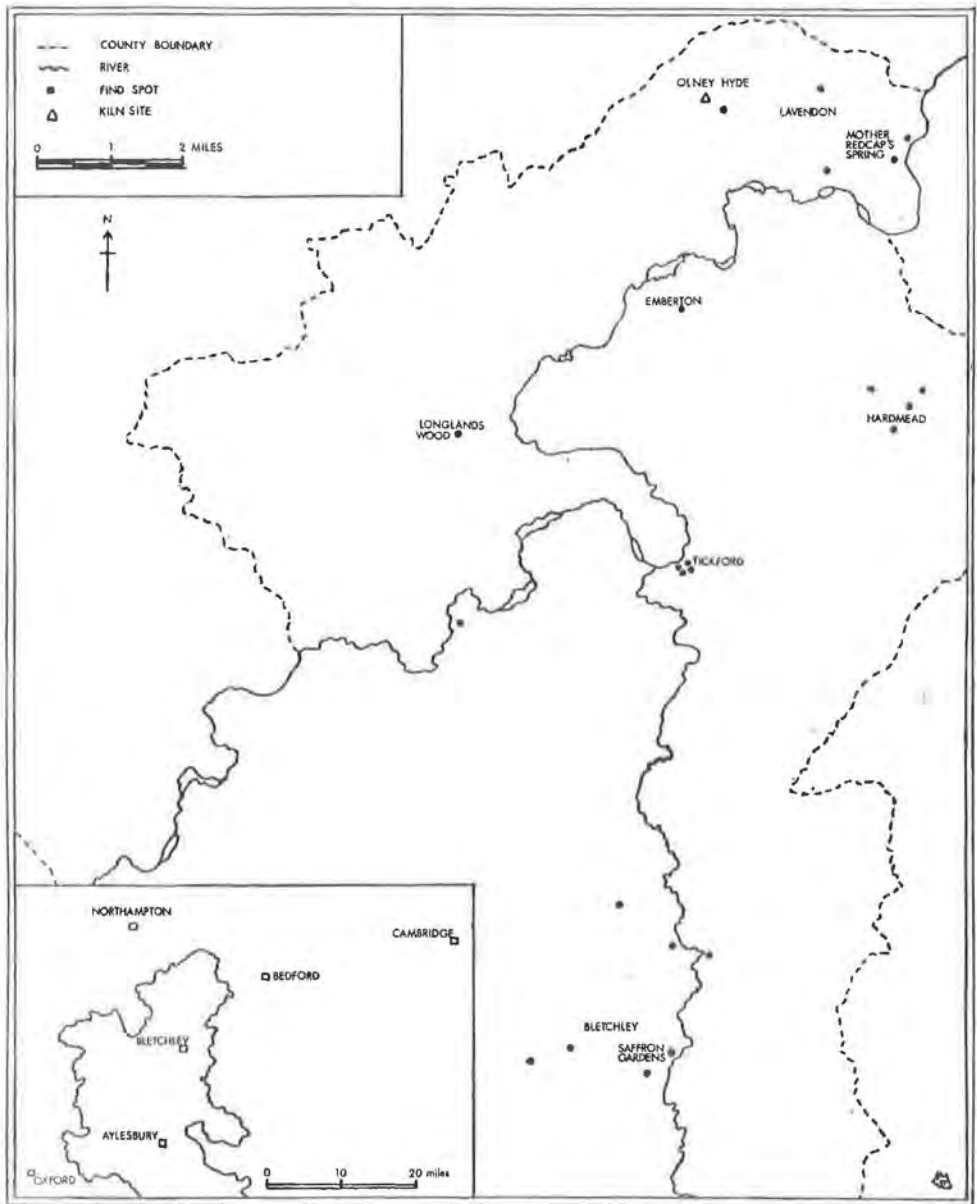 COUNTY BOUNDARY
RIVER
FIND SPOT
KILN SITE
0 2 MILES
N
OLNEY HYDE
LAVENDON
MOTHER
REDCAP'S
SPRING
EMBERTON
LONGLANDS
WOOD
HARDMEAD
TICKFORD
BLETCHLEY
SAFFRON
GARDENS
NORTHAMPTON
CAMBRIDGE
BEDFORD
BLETCHLEY
AYLESBURY
OXFORD
0 10 20 miles